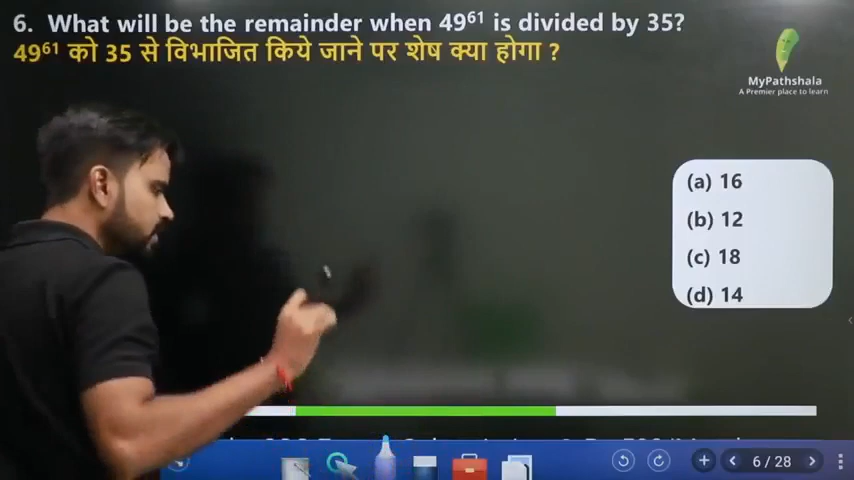 6. What will be the remainder when 49⁶¹ is divided by 35?
49⁶¹ को 35 से विभाजित किये जाने पर शेष क्या होगा ?
MyPathshala
A Premier place to learn
(a) 16
(b) 12
(c) 18
(d) 14
6 / 28